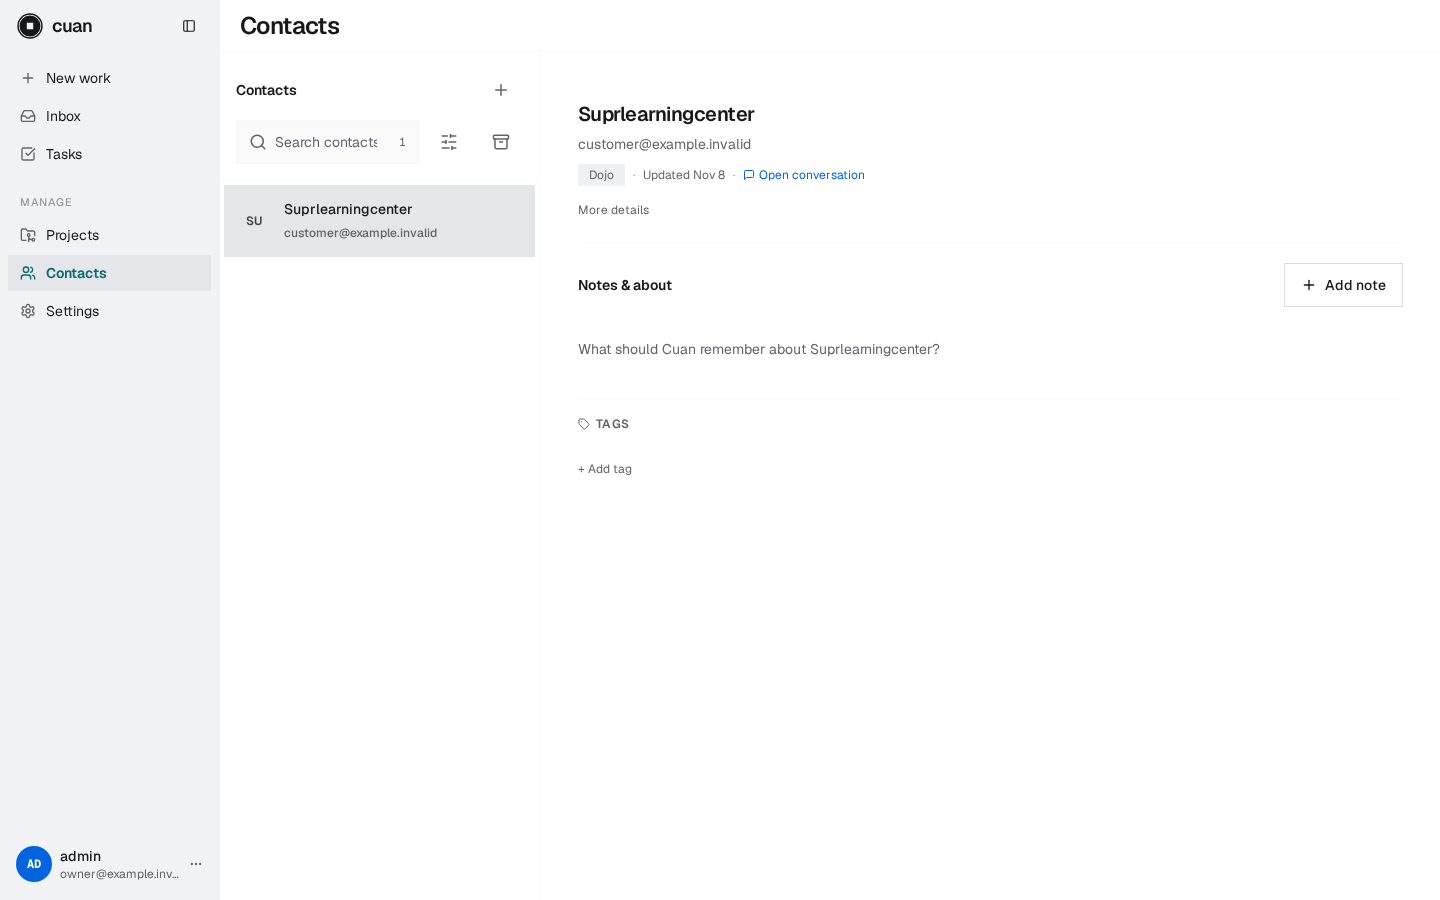 cuan
New work
Inbox
Tasks
MANAGE
Projects
Contacts
Settings
AD
admin
owner@example.inv…
Contacts
Contacts
Search contacts
1
SU
Suprlearningcenter
customer@example.invalid
Suprlearningcenter
customer@example.invalid
Dojo · Updated Nov 8 · Open conversation
More details
Notes & about
Add note
What should Cuan remember about Suprlearningcenter?
TAGS
+ Add tag